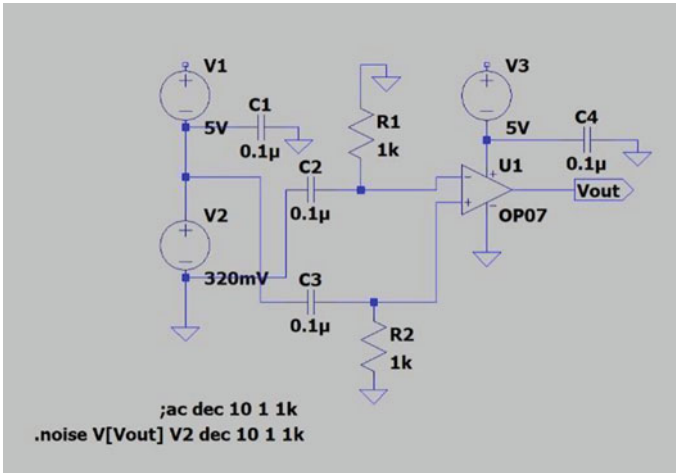 V1
5V
C1
0.1µ
V2
320mV
C2
0.1µ
C3
0.1µ
R1
1k
R2
1k
V3
5V
C4
0.1µ
U1
OP07
Vout
;ac dec 10 1 1k
.noise V[Vout] V2 dec 10 1 1k